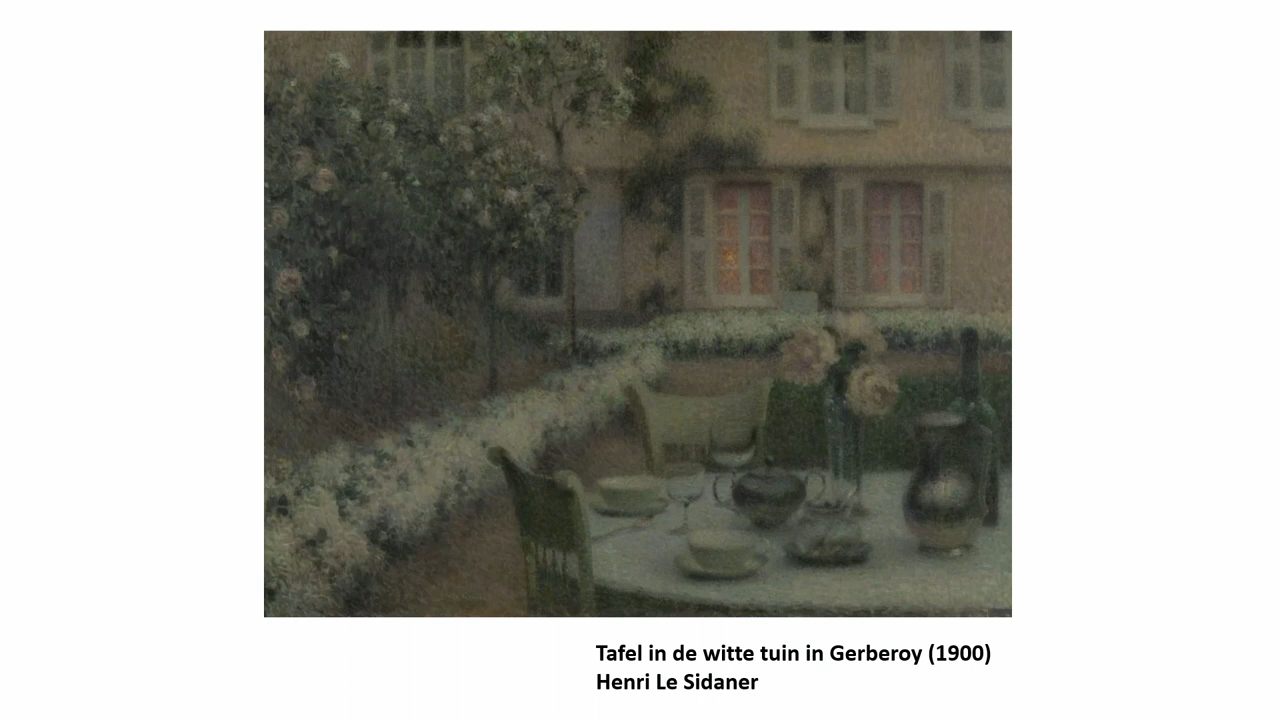 Tafel in de witte tuin in Gerberoy (1900)
Henri Le Sidaner